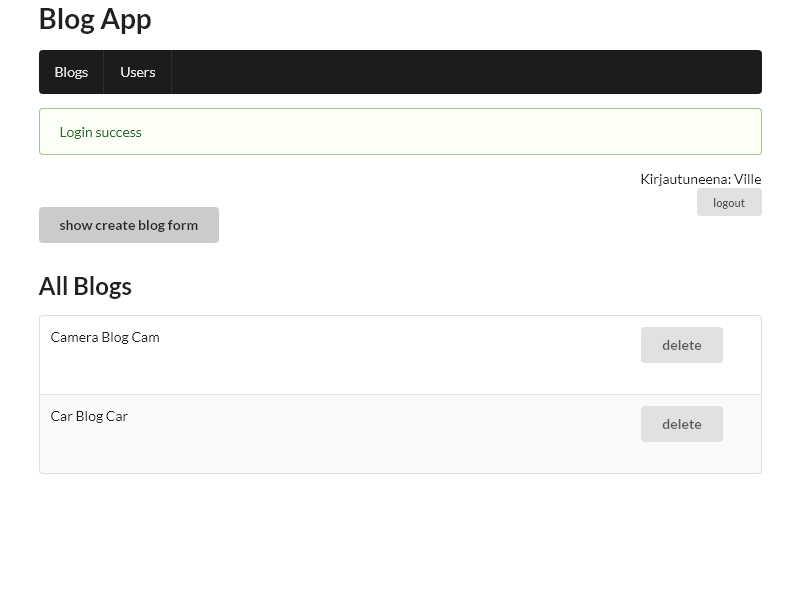 Blog App
Blogs Users
Login success
Kirjautuneena: Ville
logout
show create blog form
All Blogs
Camera Blog Cam delete
Car Blog Car delete